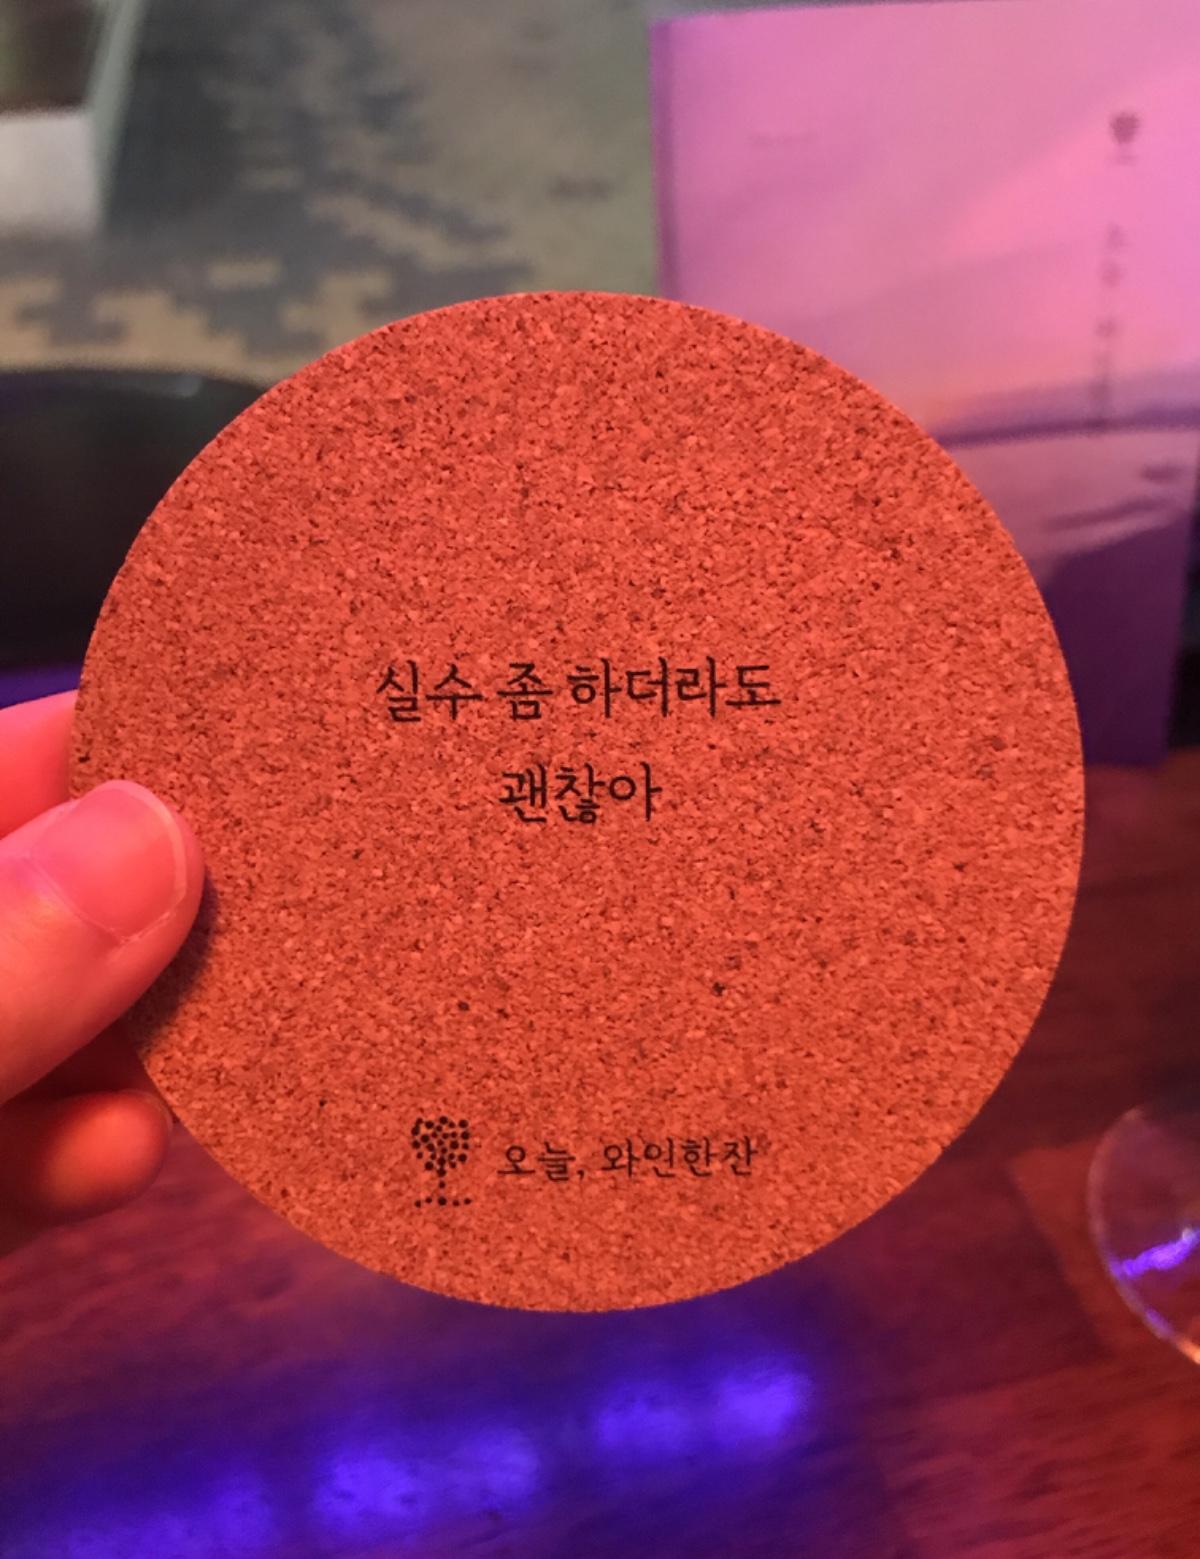 실수 좀 하더라도
괜찮아
오늘, 와인한잔